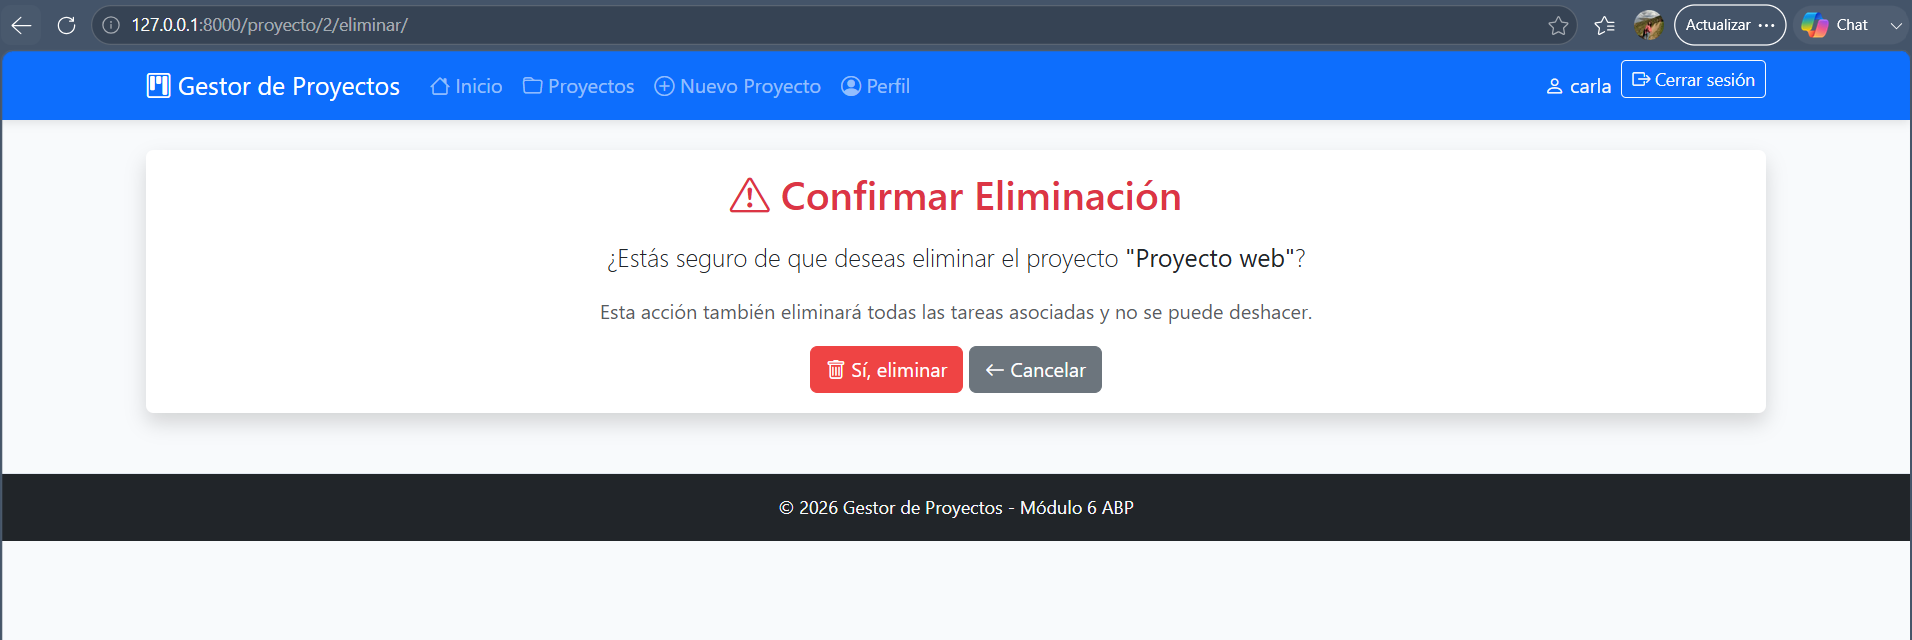 127.0.0.1:8000/proyecto/2/eliminar/
Actualizar
Chat
Gestor de Proyectos
Inicio
Proyectos
Nuevo Proyecto
Perfil
carla
Cerrar sesión
Confirmar Eliminación
¿Estás seguro de que deseas eliminar el proyecto "Proyecto web"?
Esta acción también eliminará todas las tareas asociadas y no se puede deshacer.
Sí, eliminar
Cancelar
© 2026 Gestor de Proyectos - Módulo 6 ABP